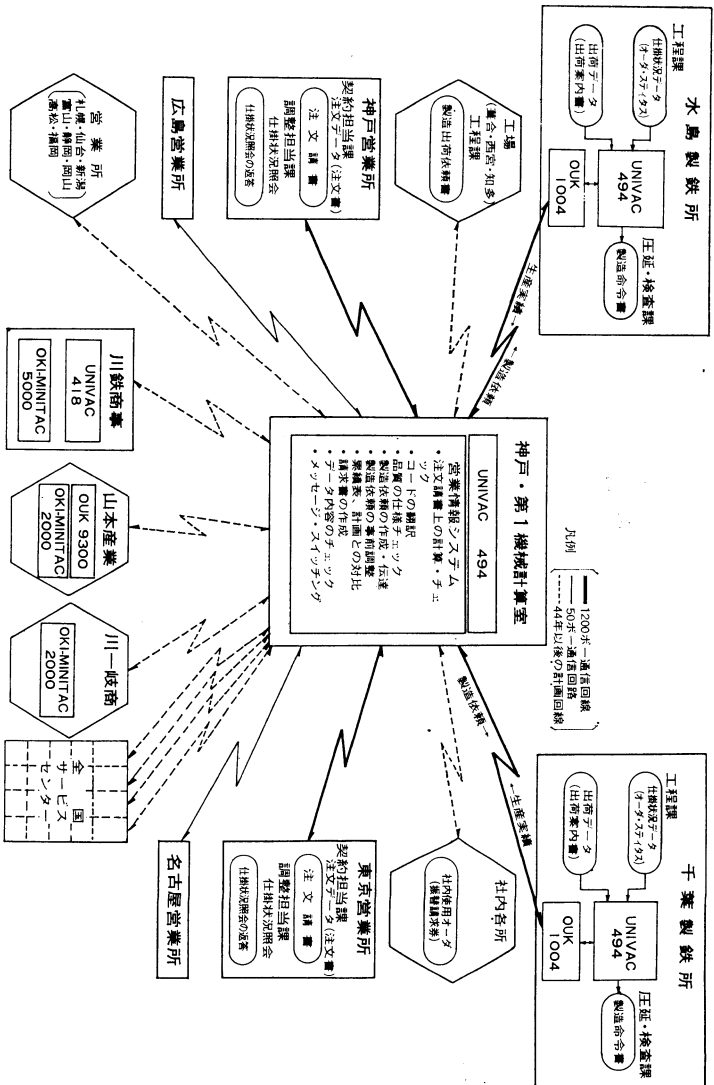 水島製鉄所
工程課
仕掛状況データ
(オーダ・スティタス)
出荷データ
(出荷案内書)
UNIVAC
494
OUK
1004
圧延・検査課
製造命令書
生産実績→
←製造依頼
工場
(葺合・西宮・知多)
工程課
製造出荷依頼書
神戸営業所
契約担当課
注文データ(注文書)
注文請書
調整担当課
仕掛状況照会
仕掛状況照会の返答
広島営業所
営業所
札幌・仙台・新潟
富山・静岡・岡山
高松・福岡
凡例
1200ボー通信回線
50ボー通信回路
44年以後の計画回線
神戸・第1機械計算室
UNIVAC 494
営業情報システム
・注文請書上の計算・チェ
ック
・コードの翻訳
・品質の仕様チェック
・製造依頼の作成・伝達
・製造依頼の事前調整
・累績表、計画との対比
・請求書の作成
・データ内容のチェック
・メッセージ・スイッチング
川鉄商事
UNIVAC
418
OKI-MINITAC
5000
山本産業
OUK 9300
OKI-MINITAC
2000
川一岐商
OKI-MINITAC
2000
全国
サービス
センター
千葉製鉄所
工程課
仕掛状況データ
(オーダ・スティタス)
出荷データ
(出荷案内書)
UNIVAC
494
OUK
1004
圧延・検査課
製造命令書
製造依頼→
←生産実績
社内各所
社内使用オーダ
(振替請求券)
東京営業所
契約担当課
注文データ(注文書)
注文請書
調整担当課
仕掛状況照会
仕掛状況照会の返答
名古屋営業所